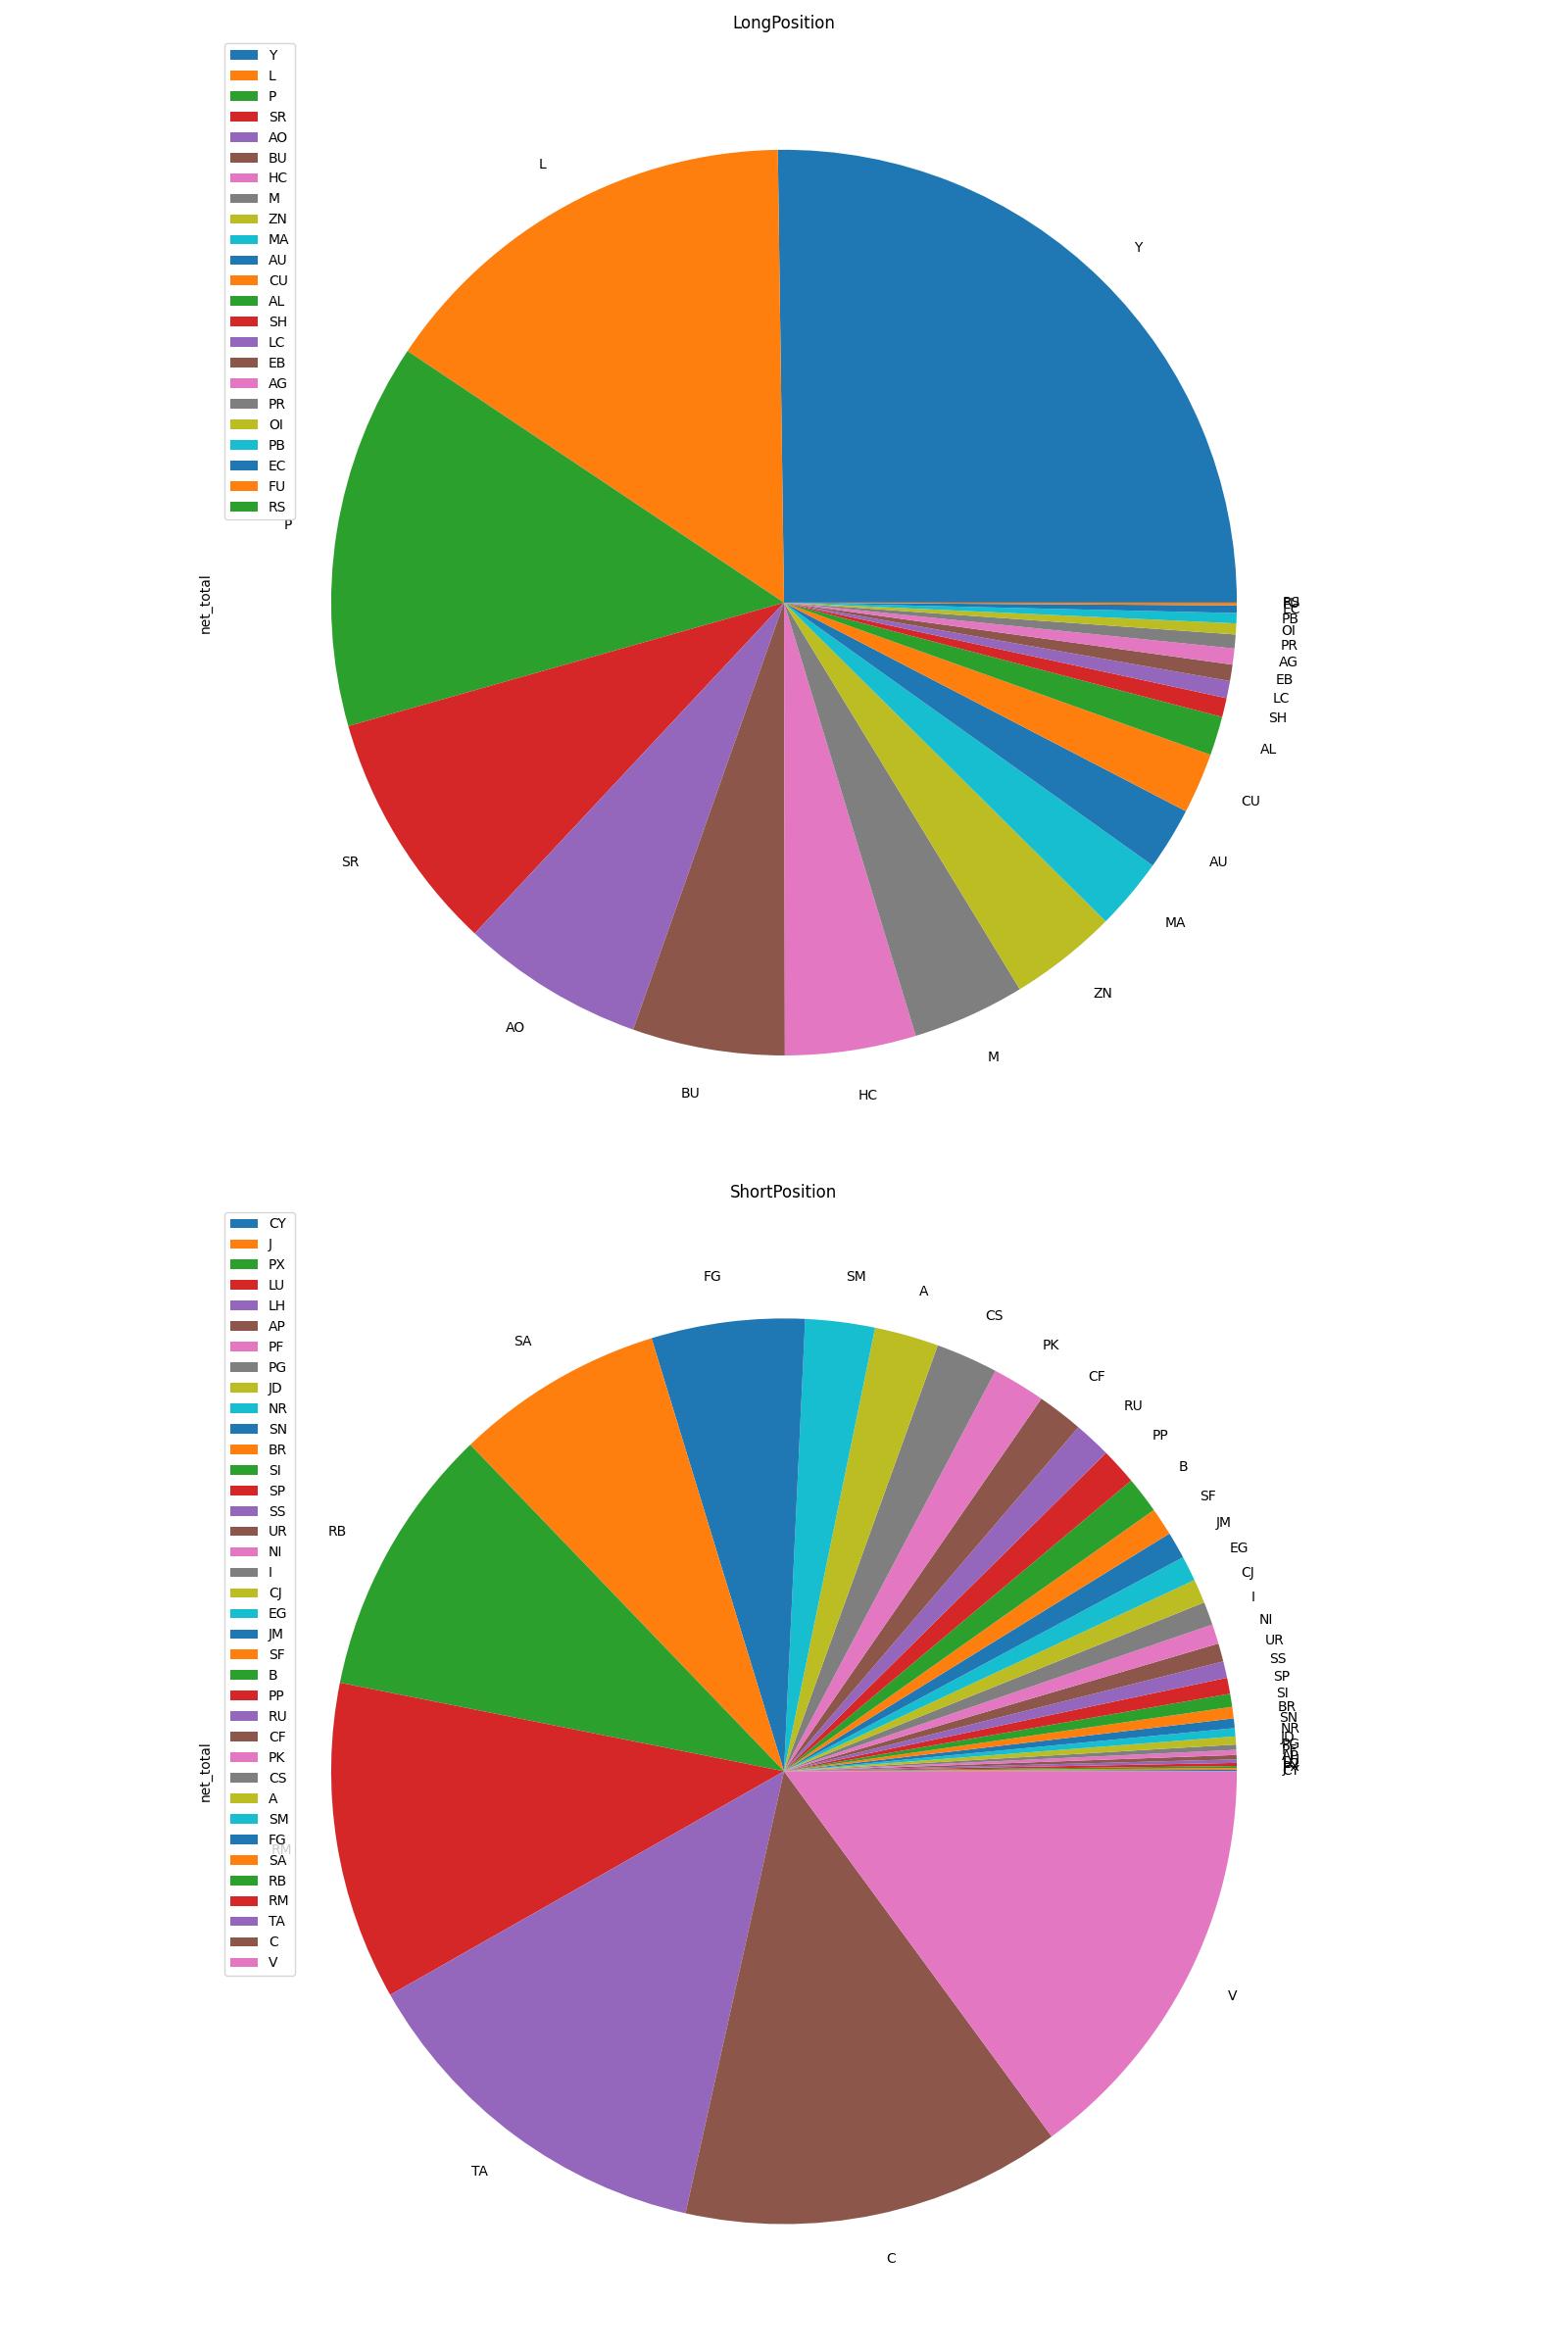 LongPosition
Y
L
P
SR
AO
BU
HC
M
ZN
MA
AU
CU
AL
SH
LC
EB
AG
PR
OI
PB
EC
FU
RS
net_total
Y
L
P
SR
AO
BU
HC
M
ZN
MA
AU
CU
AL
SH
LC
EB
AG
PR
OI
PB
RS
ShortPosition
CY
J
PX
LU
LH
AP
PF
PG
JD
NR
SN
BR
SI
SP
SS
UR
NI
I
CJ
EG
JM
SF
B
PP
RU
CF
PK
CS
A
SM
FG
SA
RB
RM
TA
C
V
net_total
FG
SM
A
CS
PK
CF
RU
PP
B
SF
JM
EG
CJ
I
NI
UR
SS
SP
SI
BR
SN
NR
SA
RB
RM
TA
C
V